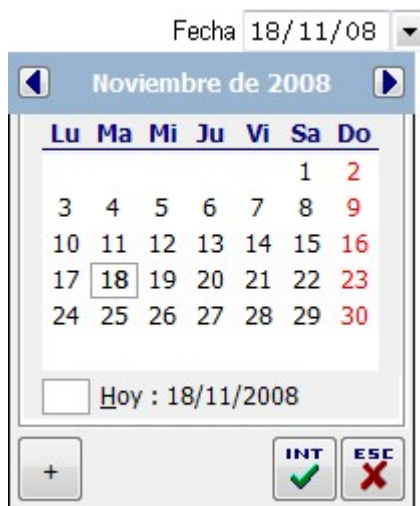 Fecha 18/11/08
Noviembre de 2008
Lu Ma Mi Ju Vi Sa Do
1 2
3 4 5 6 7 8 9
10 11 12 13 14 15 16
17 18 19 20 21 22 23
24 25 26 27 28 29 30
Hoy : 18/11/2008
+ INT ESC